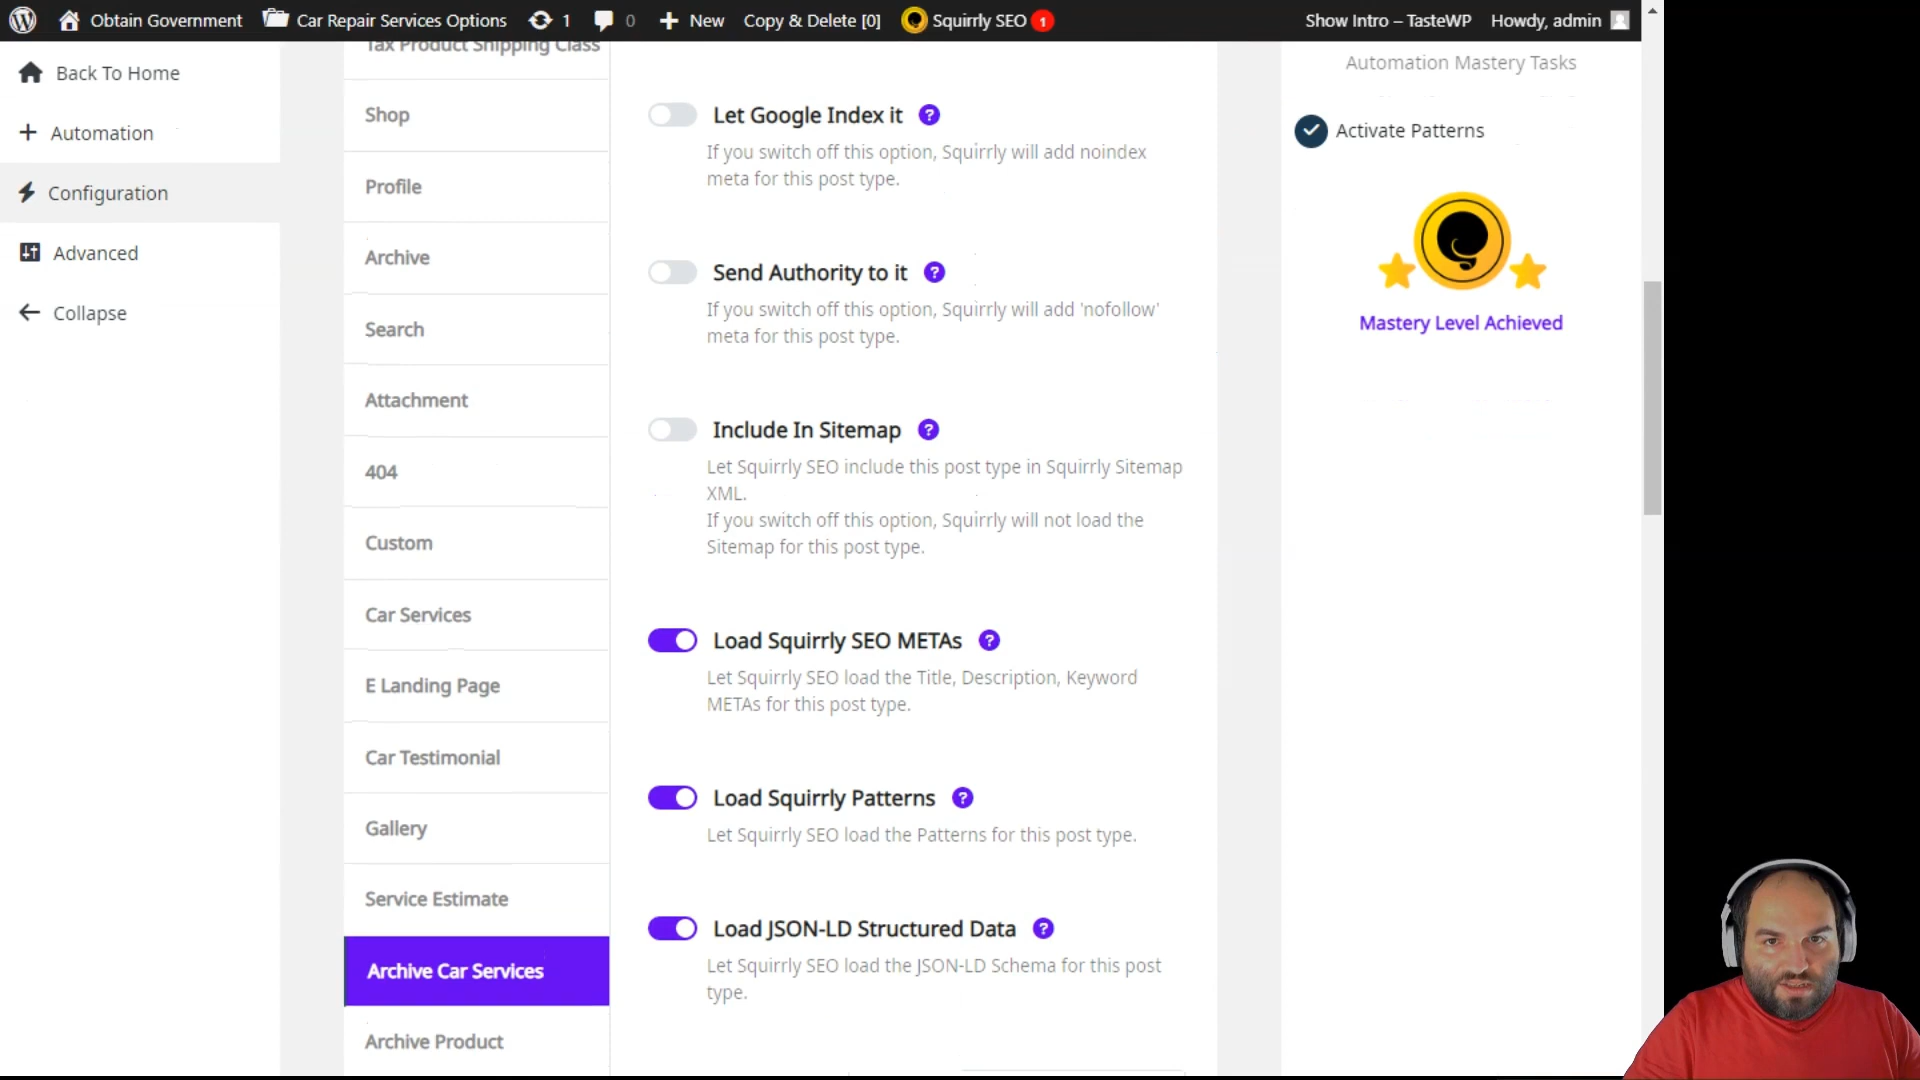 Obtain Government
Car Repair Services Options
1
0
New
Copy & Delete [0]
Squirrly SEO 1
Show Intro – TasteWP
Howdy, admin
Back To Home
Automation
Configuration
Advanced
Collapse
Tax Product Shipping Class
Shop
Profile
Archive
Search
Attachment
404
Custom
Car Services
E Landing Page
Car Testimonial
Gallery
Service Estimate
Archive Car Services
Archive Product
Let Google Index it ?
If you switch off this option, Squirrly will add noindex
meta for this post type.
Send Authority to it ?
If you switch off this option, Squirrly will add 'nofollow'
meta for this post type.
Include In Sitemap ?
Let Squirrly SEO include this post type in Squirrly Sitemap
XML.
If you switch off this option, Squirrly will not load the
Sitemap for this post type.
Load Squirrly SEO METAs ?
Let Squirrly SEO load the Title, Description, Keyword
METAs for this post type.
Load Squirrly Patterns ?
Let Squirrly SEO load the Patterns for this post type.
Load JSON-LD Structured Data ?
Let Squirrly SEO load the JSON-LD Schema for this post
type.
Automation Mastery Tasks
Activate Patterns
Mastery Level Achieved